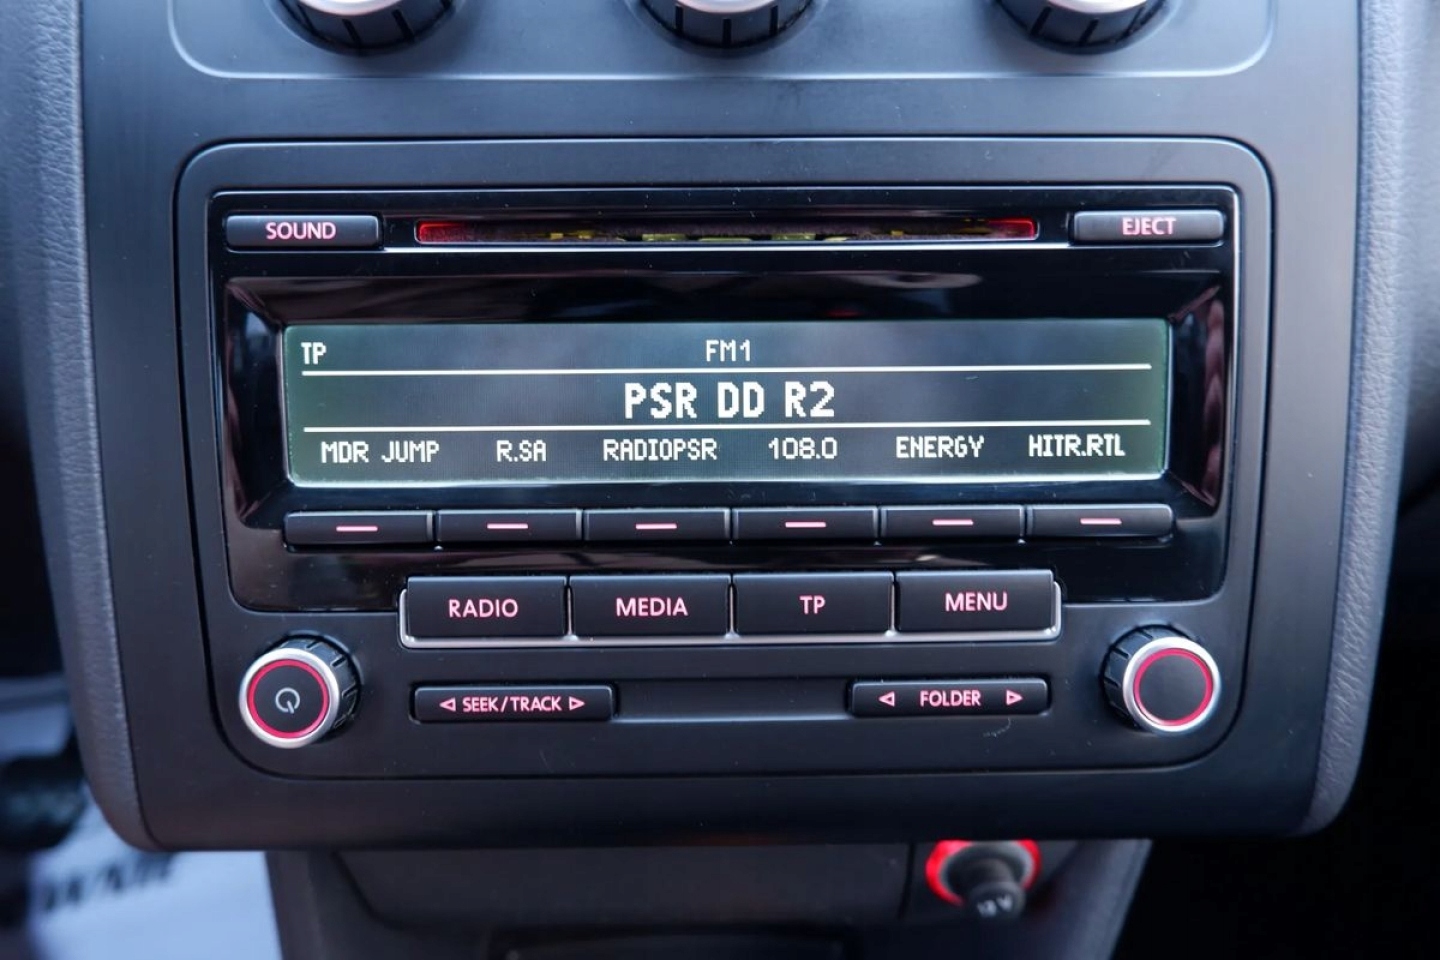 SOUND EJECT
TP FM1
PSR DD R2
MDR JUMP R.SA RADIOPSR 108.0 ENERGY HITR.RTL
RADIO MEDIA TP MENU
SEEK/TRACK FOLDER
12V